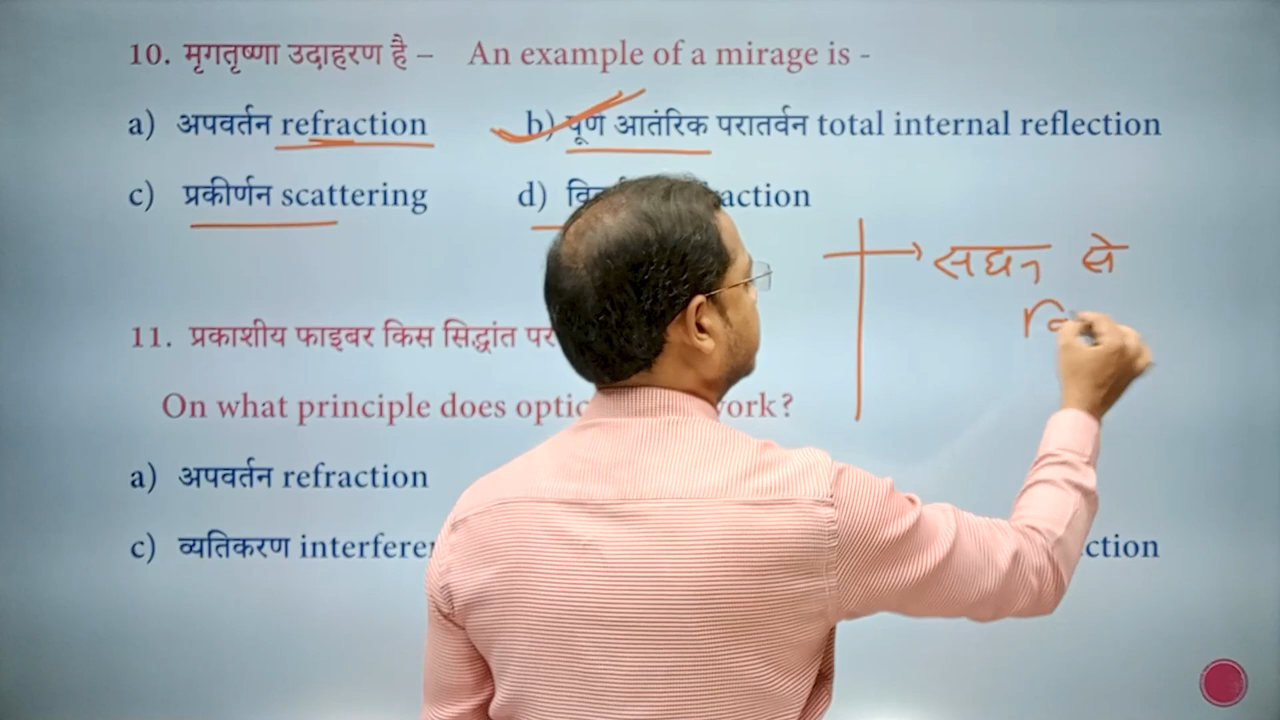 10. मृगतृष्णा उदाहरण है – An example of a mirage is -
a) अपवर्तन refraction b) पूर्ण आतंरिक परातर्वन total internal reflection
c) प्रकीर्णन scattering d) action
सघन से
11. प्रकाशीय फाइबर किस सिद्धांत पर
On what principle does optic ork?
a) अपवर्तन refraction
c) व्यतिकरण interfere ction